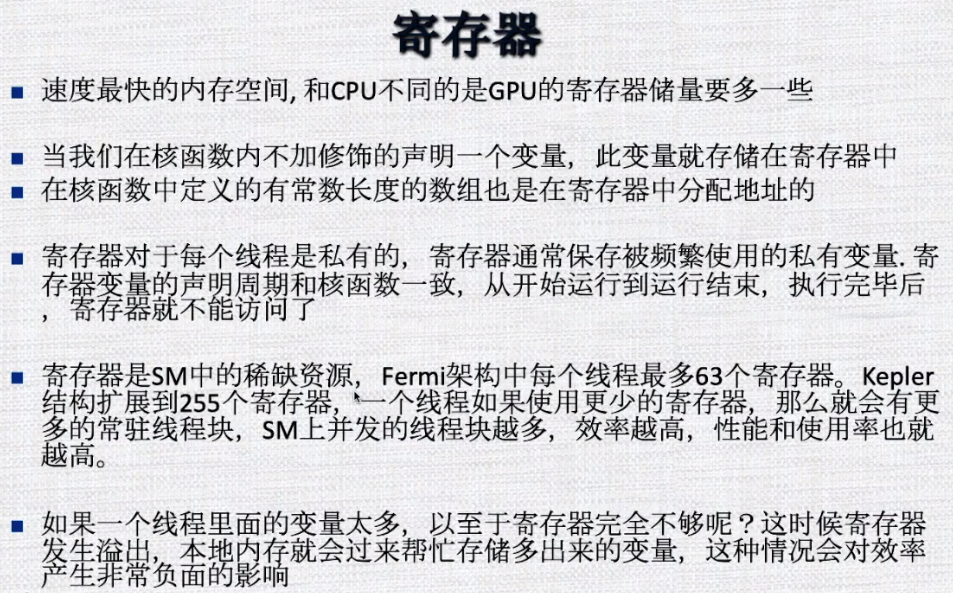 寄存器
■ 速度最快的内存空间, 和CPU不同的是GPU的寄存器储量要多一些
■ 当我们在核函数内不加修饰的声明一个变量，此变量就存储在寄存器中
■ 在核函数中定义的有常数长度的数组也是在寄存器中分配地址的
■ 寄存器对于每个线程是私有的，寄存器通常保存被频繁使用的私有变量. 寄
存器变量的声明周期和核函数一致，从开始运行到运行结束，执行完毕后
，寄存器就不能访问了
■ 寄存器是SM中的稀缺资源，Fermi架构中每个线程最多63个寄存器。Kepler
结构扩展到255个寄存器，一个线程如果使用更少的寄存器，那么就会有更
多的常驻线程块，SM上并发的线程块越多，效率越高，性能和使用率也就
越高。
■ 如果一个线程里面的变量太多，以至于寄存器完全不够呢？这时候寄存器
发生溢出，本地内存就会过来帮忙存储多出来的变量，这种情况会对效率
产生非常负面的影响